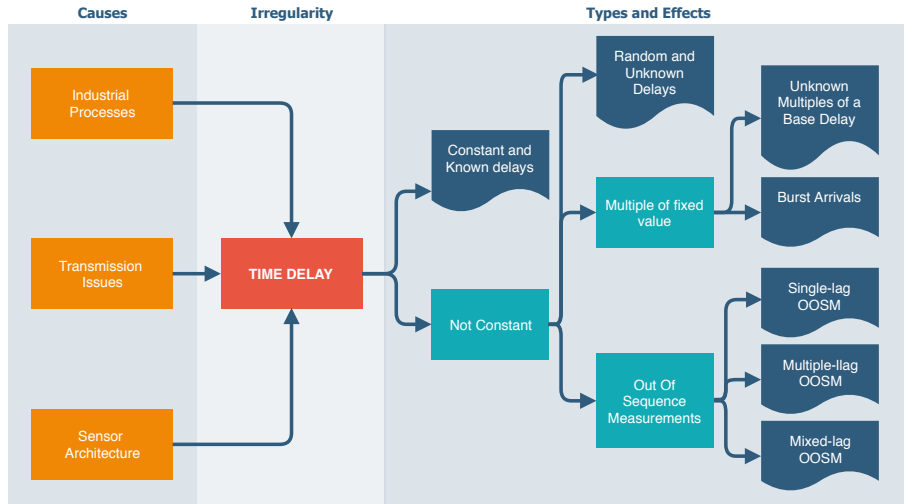 Causes
Irregularity
Types and Effects
Industrial
Processes
Transmission
Issues
Sensor
Architecture
TIME DELAY
Constant and
Known delays
Not Constant
Random and
Unknown
Delays
Multiple of fixed
value
Out Of
Sequence
Measurements
Unknown
Multiples of a
Base Delay
Burst Arrivals
Single-lag
OOSM
Multiple-llag
OOSM
Mixed-lag
OOSM